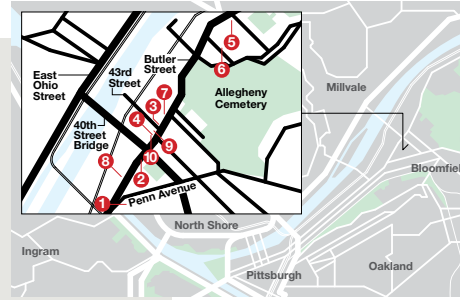 5
Butler
Street
6
43rd
Street
East
Ohio
Street
Allegheny
Cemetery
Millvale
7
3
4
40th
Street
Bridge
9
10
8
2
Bloomfiel
1
Penn Avenue
North Shore
Ingram
Pittsburgh
Oakland